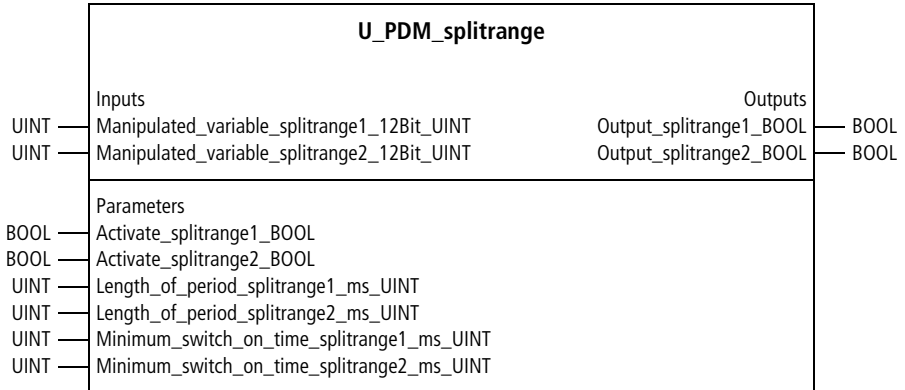 U_PDM_splitrange
Inputs Outputs
UINT Manipulated_variable_splitrange1_12Bit_UINT Output_splitrange1_BOOL BOOL
UINT Manipulated_variable_splitrange2_12Bit_UINT Output_splitrange2_BOOL BOOL
Parameters
BOOL Activate_splitrange1_BOOL
BOOL Activate_splitrange2_BOOL
UINT Length_of_period_splitrange1_ms_UINT
UINT Length_of_period_splitrange2_ms_UINT
UINT Minimum_switch_on_time_splitrange1_ms_UINT
UINT Minimum_switch_on_time_splitrange2_ms_UINT